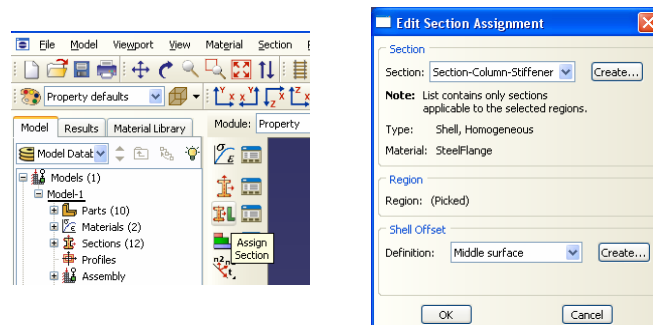 File Model Viewport View Material Section
Property defaults
Model Results Material Library Module: Property
Model Datat
Models (1)
Model-1
Parts (10)
Materials (2)
Sections (12)
Profiles
Assembly
Assign
Section
Edit Section Assignment
Section
Section: Section-Column-Stiffener Create...
Note: List contains only sections
applicable to the selected regions.
Type: Shell, Homogeneous
Material: SteelFlange
Region
Region: (Picked)
Shell Offset
Definition: Middle surface Create...
OK Cancel